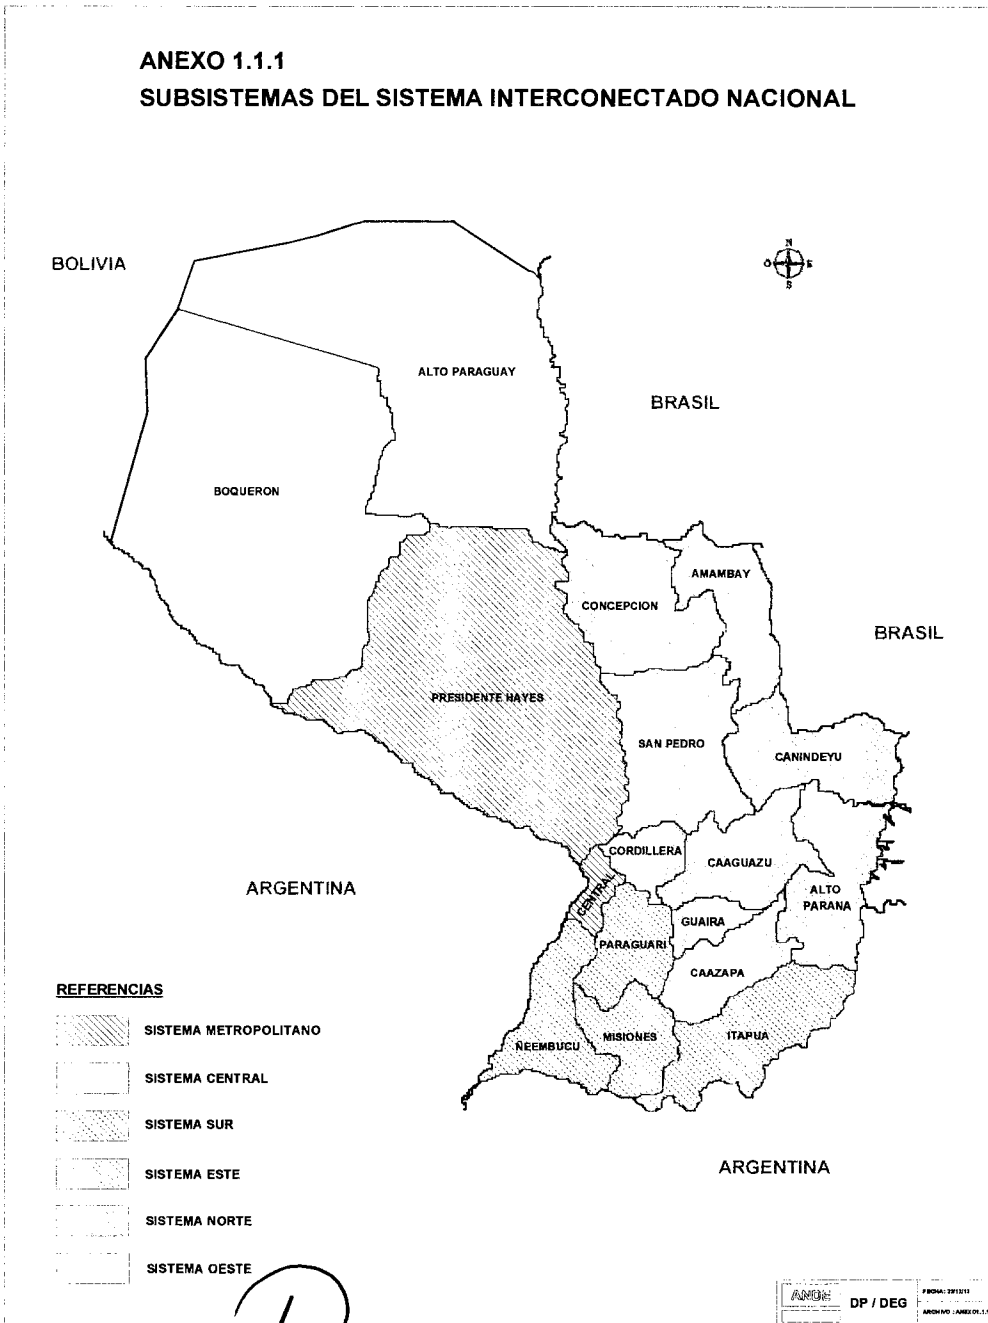 ANEXO 1.1.1
SUBSISTEMAS DEL SISTEMA INTERCONECTADO NACIONAL
BOLIVIA
N
O E
S
ALTO PARAGUAY
BRASIL
BOQUERON
AMAMBAY
CONCEPCION
BRASIL
PRESIDENTE HAYES
SAN PEDRO
CANINDEYU
CORDILLERA
CAAGUAZU
ARGENTINA
CENTRAL
ALTO
PARANA
GUAIRA
PARAGUARI
CAAZAPA
REFERENCIAS
SISTEMA METROPOLITANO
MISIONES
ITAPUA
ÑEEMBUCU
SISTEMA CENTRAL
SISTEMA SUR
ARGENTINA
SISTEMA ESTE
SISTEMA NORTE
SISTEMA OESTE
ANDE
DP / DEG